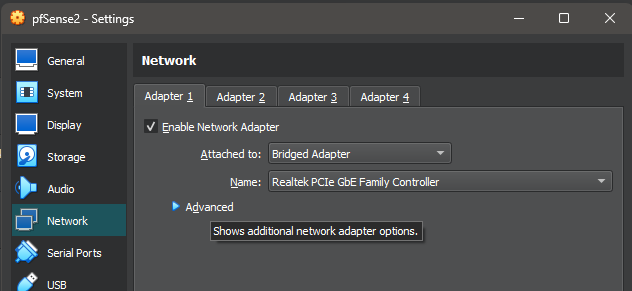 pfSense2 - Settings
General
System
Display
Storage
Audio
Network
Serial Ports
USB
Network
Adapter 1
Adapter 2
Adapter 3
Adapter 4
Enable Network Adapter
Attached to: Bridged Adapter
Name: Realtek PCIe GbE Family Controller
Advanced
Shows additional network adapter options.